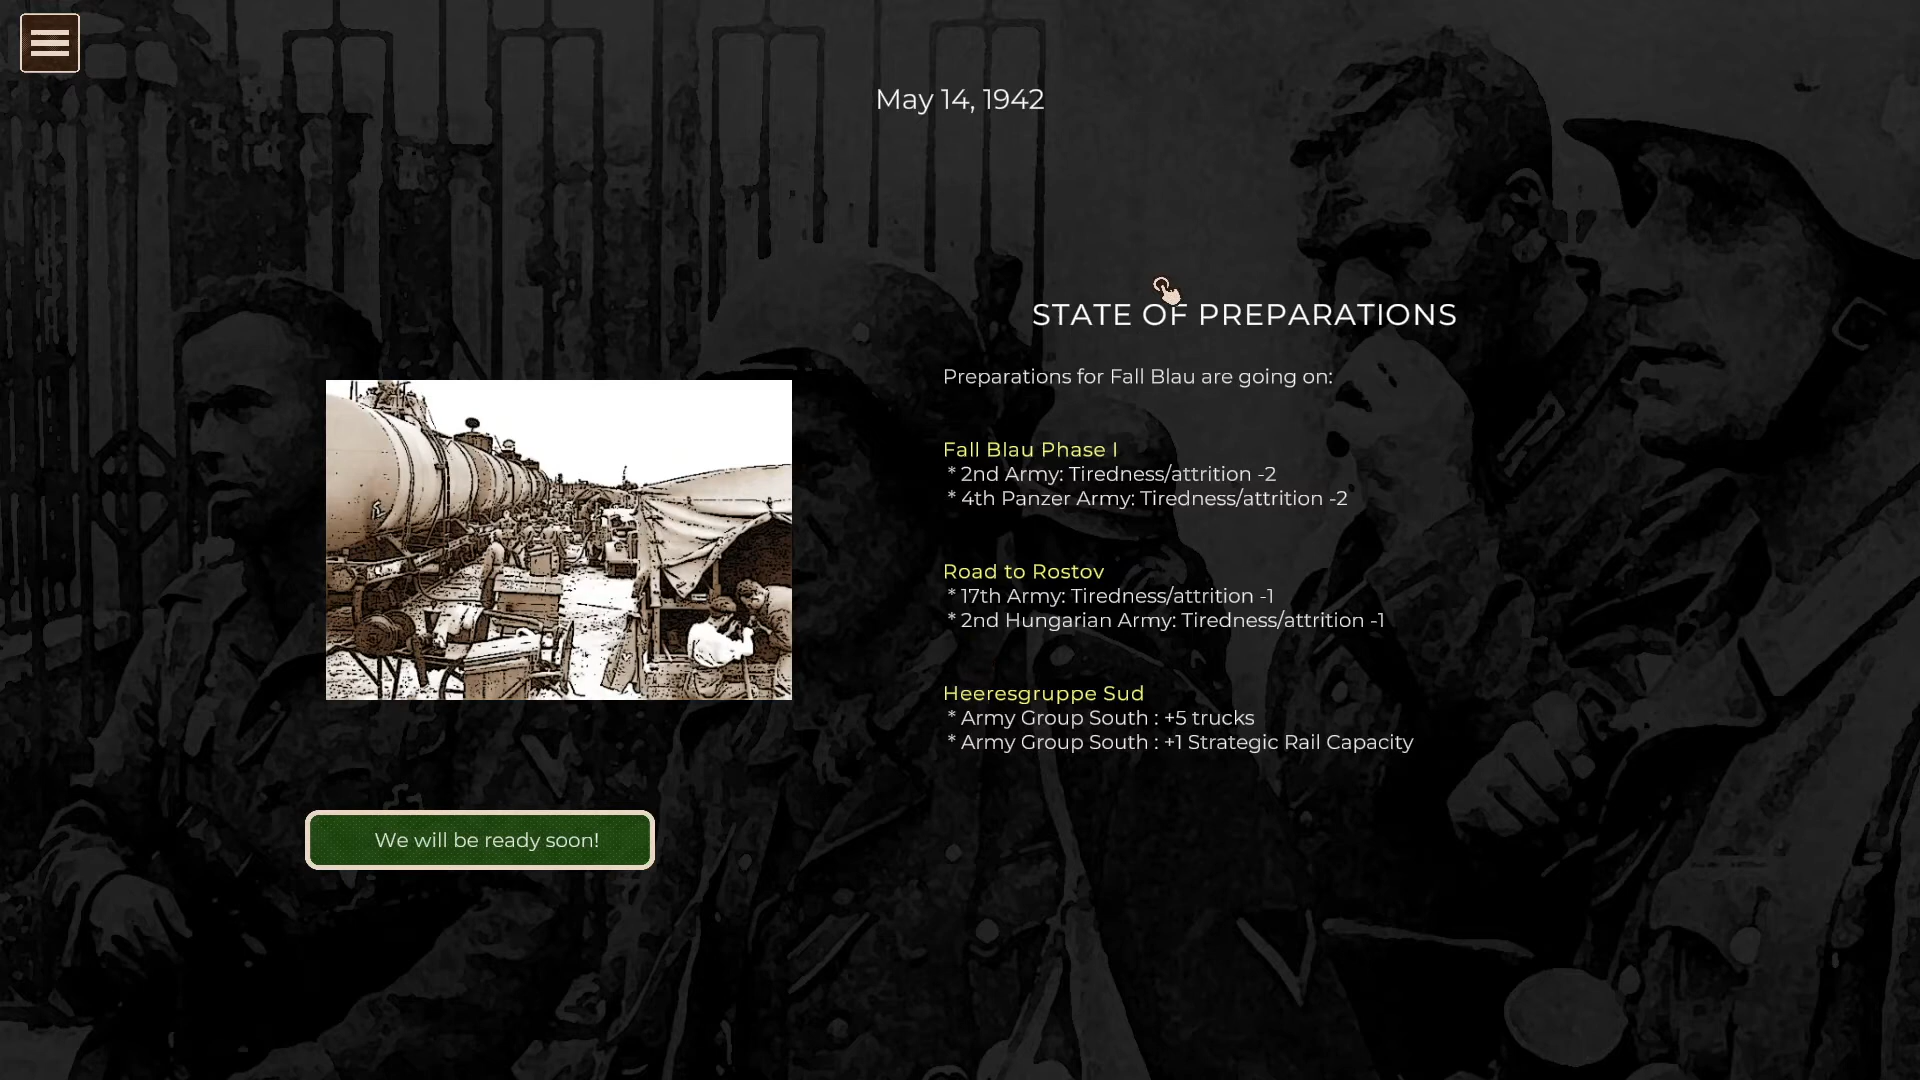 May 14, 1942
STATE OF PREPARATIONS
Preparations for Fall Blau are going on:
Fall Blau Phase I
* 2nd Army: Tiredness/attrition -2
* 4th Panzer Army: Tiredness/attrition -2
Road to Rostov
* 17th Army: Tiredness/attrition -1
* 2nd Hungarian Army: Tiredness/attrition -1
Heeresgruppe Sud
* Army Group South : +5 trucks
* Army Group South : +1 Strategic Rail Capacity
We will be ready soon!